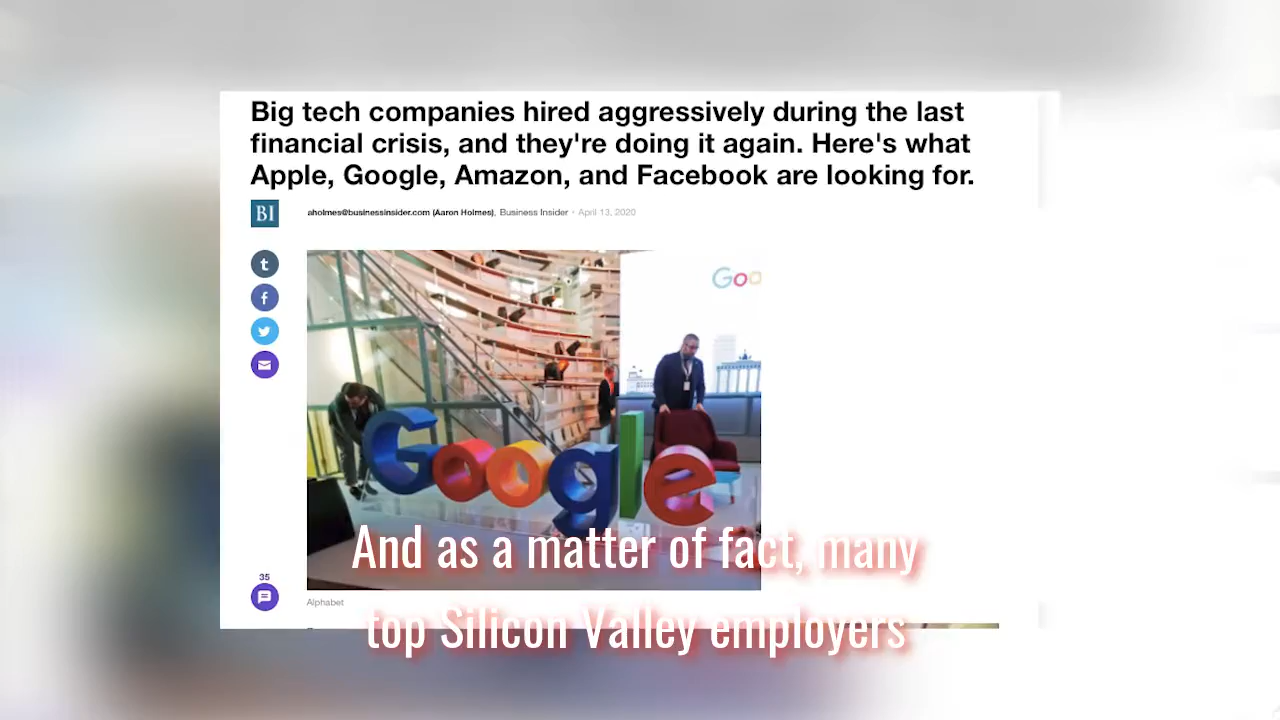 Big tech companies hired aggressively during the last
financial crisis, and they're doing it again. Here's what
Apple, Google, Amazon, and Facebook are looking for.
BI
aholmes@businessinsider.com (Aaron Holmes), Business Insider • April 13, 2020
t
f
Goo
Google
35
Alphabet
And as a matter of fact, many
top Silicon Valley employers